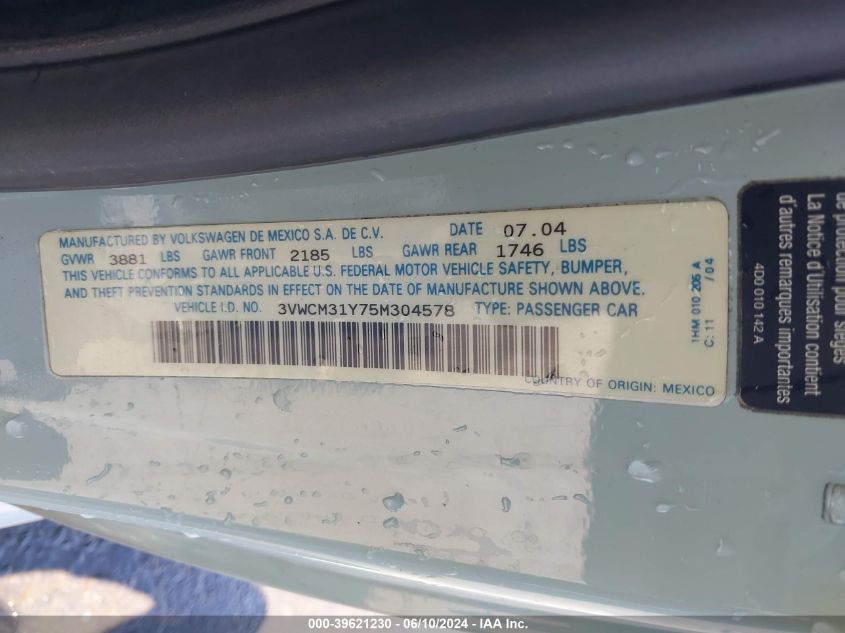 MANUFACTURED BY VOLKSWAGEN DE MEXICO S.A. DE C.V. DATE 07.04
GVWR 3881 LBS GAWR FRONT 2185 LBS GAWR REAR 1746 LBS
THIS VEHICLE CONFORMS TO ALL APPLICABLE U.S. FEDERAL MOTOR VEHICLE SAFETY, BUMPER,
AND THEFT PREVENTION STANDARDS IN EFFECT ON THE DATE OF MANUFACTURE SHOWN ABOVE.
VEHICLE I.D. NO. 3VWCM31Y75M304578 TYPE: PASSENGER CAR
COUNTRY OF ORIGIN: MEXICO
1HM 010 205 A
C: 11 /04
de protection pour sièges
La Notice d'Utilisation contient
d'autres remarques importantes
4D0 010 142 A
000-39621230 - 06/10/2024 - IAA Inc.